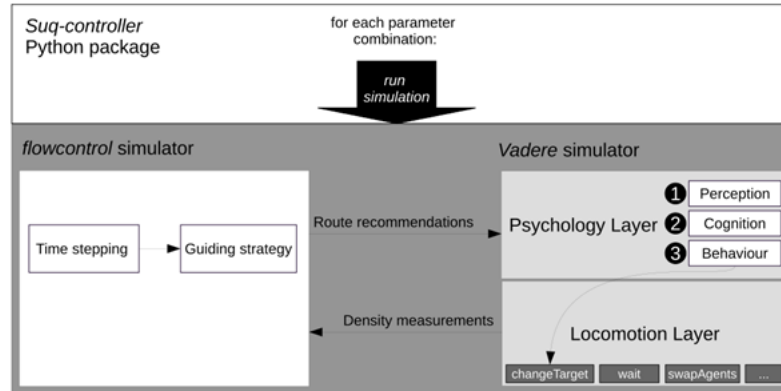 Suq-controller
Python package
for each parameter
combination:
run
simulation
flowcontrol simulator
Time stepping
Guiding strategy
Route recommendations
Density measurements
Vadere simulator
Psychology Layer
1 Perception
2 Cognition
3 Behaviour
Locomotion Layer
changeTarget wait swapAgents ...